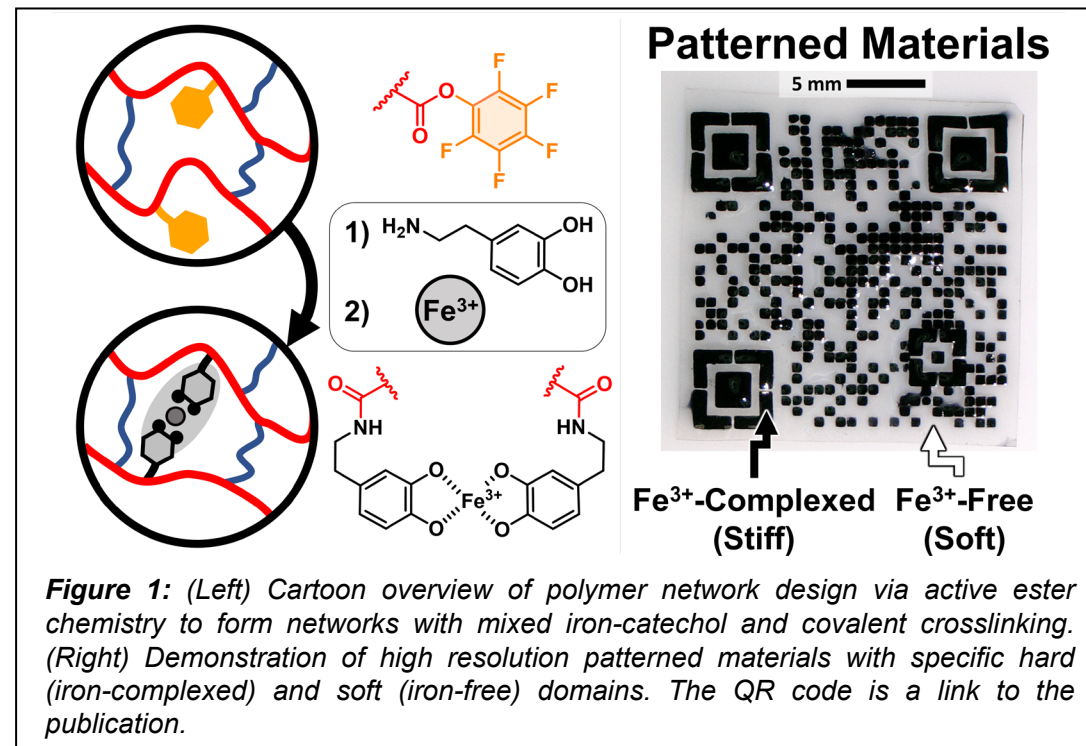 F
F
O
F
O
F
F
1)
H₂N
OH
OH
2)
Fe³⁺
O
O
NH
NH
O
O
Fe³⁺
O
O
Patterned Materials
5 mm
Fe³⁺-Complexed
(Stiff)
Fe³⁺-Free
(Soft)
Figure 1: (Left) Cartoon overview of polymer network design via active ester
chemistry to form networks with mixed iron-catechol and covalent crosslinking.
(Right) Demonstration of high resolution patterned materials with specific hard
(iron-complexed) and soft (iron-free) domains. The QR code is a link to the
publication.